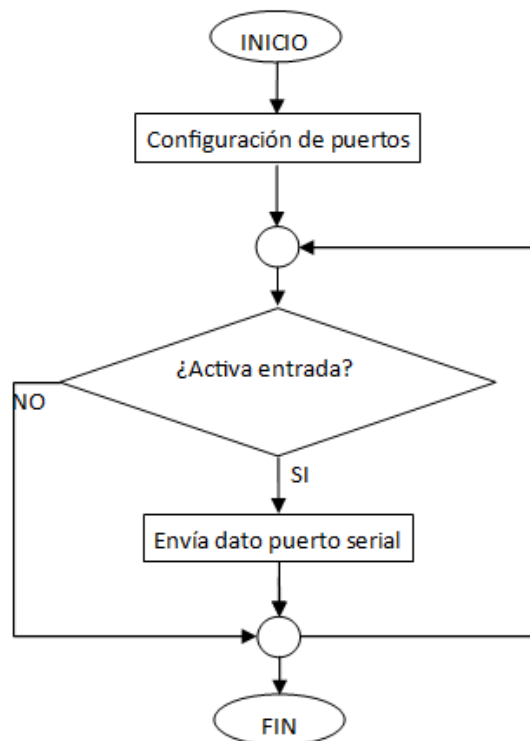 INICIO
Configuración de puertos
¿Activa entrada?
NO
SI
Envía dato puerto serial
FIN